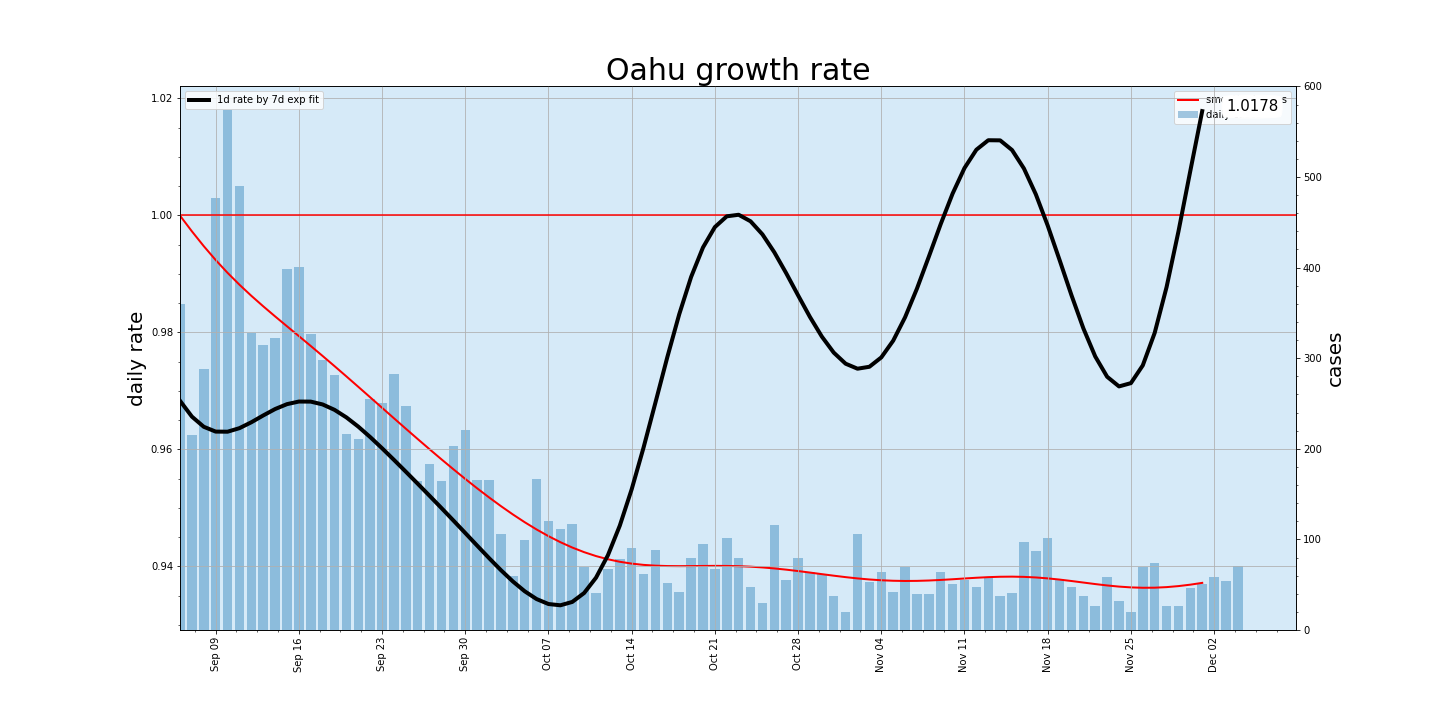 Oahu growth rate
1d rate by 7d exp fit
1.0178
daily rate
cases
1.02
1.00
0.98
0.96
0.94
600
500
400
300
200
100
0
Sep 09
Sep 16
Sep 23
Sep 30
Oct 07
Oct 14
Oct 21
Oct 28
Nov 04
Nov 11
Nov 18
Nov 25
Dec 02